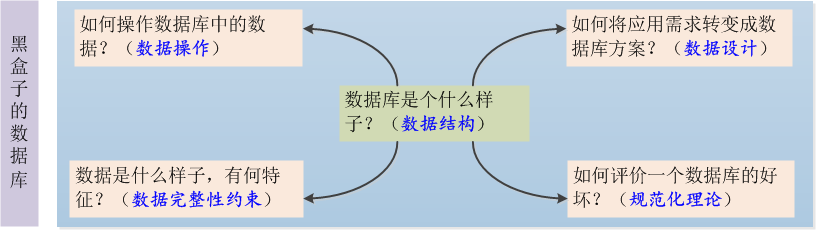 黑盒子的数据库
如何操作数据库中的数
据？（数据操作）
如何将应用需求转变成数
据库方案？（数据设计）
数据库是个什么样
子？（数据结构）
数据是什么样子，有何特
征？（数据完整性约束）
如何评价一个数据库的好
坏？（规范化理论）